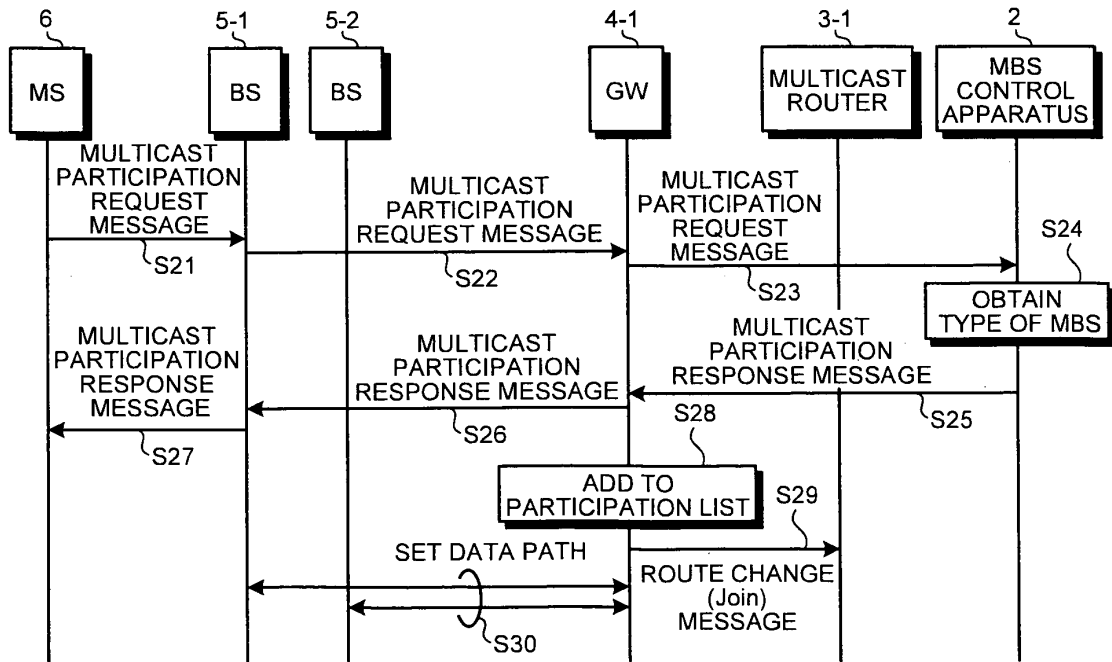 6
5-1
5-2
4-1
3-1
2
MS
BS
BS
GW
MULTICAST
ROUTER
MBS
CONTROL
APPARATUS
MULTICAST
PARTICIPATION
REQUEST
MESSAGE
S21
MULTICAST
PARTICIPATION
REQUEST MESSAGE
S22
MULTICAST
PARTICIPATION
REQUEST
MESSAGE
S23
S24
OBTAIN
TYPE OF MBS
MULTICAST
PARTICIPATION
RESPONSE MESSAGE
S25
MULTICAST
PARTICIPATION
RESPONSE MESSAGE
S26
MULTICAST
PARTICIPATION
RESPONSE
MESSAGE
S27
S28
ADD TO
PARTICIPATION LIST
S29
ROUTE CHANGE
(Join)
MESSAGE
SET DATA PATH
S30